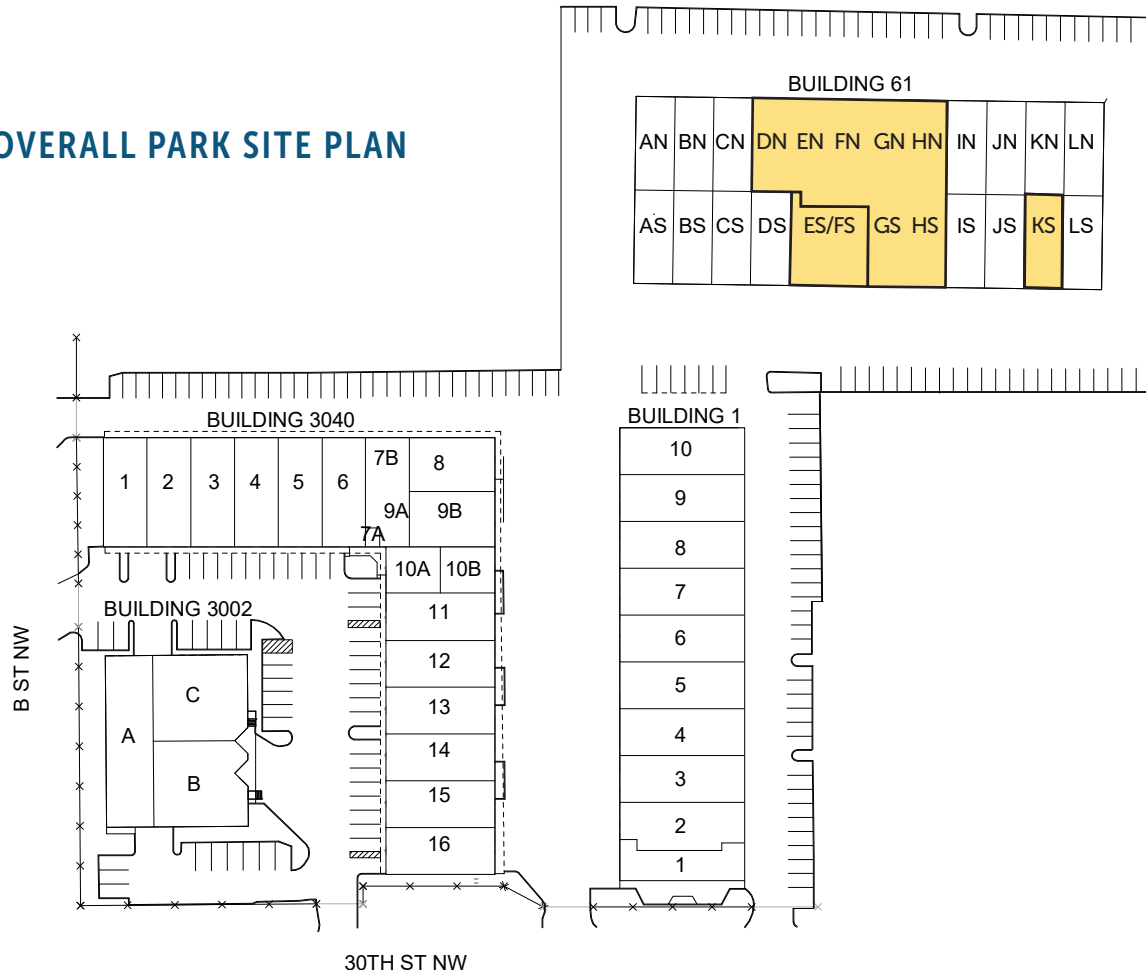 OVERALL PARK SITE PLAN
BUILDING 61
AN BN CN DN EN FN GN HN IN JN KN LN
AS BS CS DS ES/FS GS HS IS JS KS LS
BUILDING 3040
1 2 3 4 5 6 7B 8
9A 9B
7A
10A 10B
11
12
13
14
15
16
BUILDING 1
10
9
8
7
6
5
4
3
2
1
BUILDING 3002
C
A
B
B ST NW
30TH ST NW